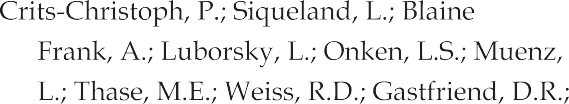 Crits-Christoph, P.; Siqueland, L.; Blaine
Frank, A.; Luborsky, L.; Onken, L.S.; Muenz,
L.; Thase, M.E.; Weiss, R.D.; Gastfriend, D.R.;